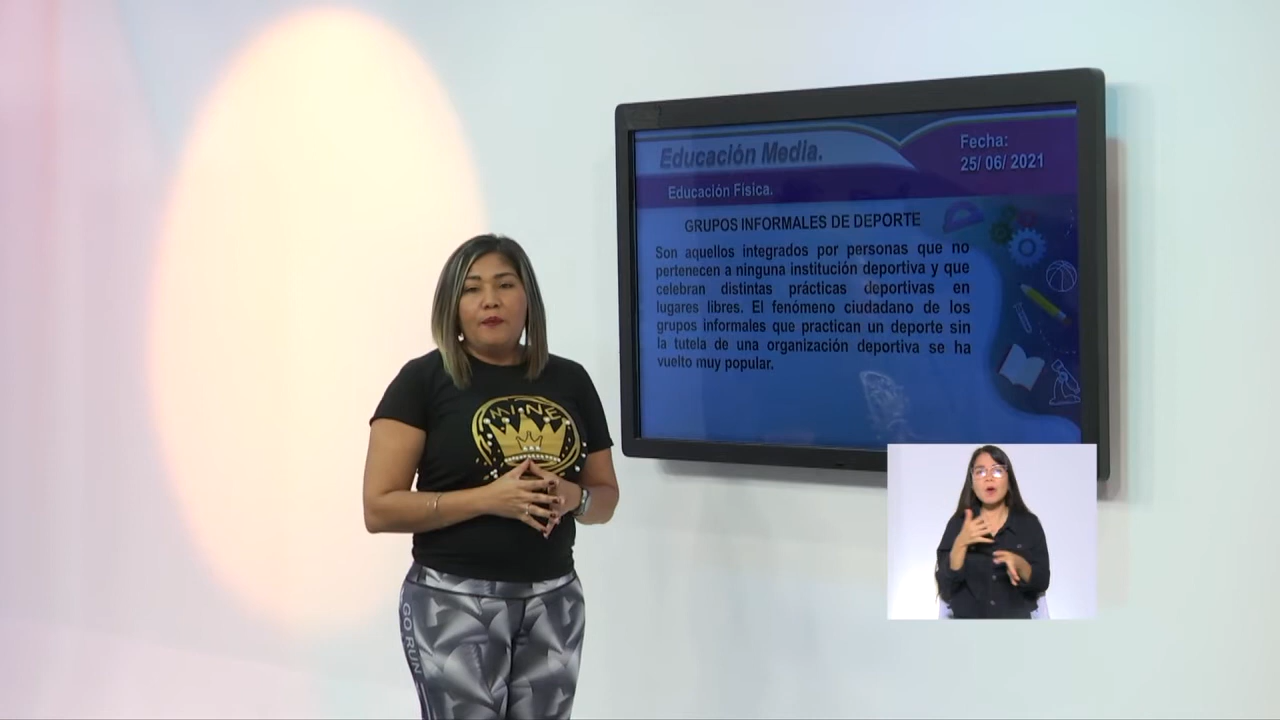 Educación Media.
Fecha:
25/ 06/ 2021
Educación Física.
GRUPOS INFORMALES DE DEPORTE
Son aquellos integrados por personas que no
pertenecen a ninguna institución deportiva y que
celebran distintas prácticas deportivas en
lugares libres. El fenómeno ciudadano de los
grupos informales que practican un deporte sin
la tutela de una organización deportiva se ha
vuelto muy popular.
MINE
GO RUN